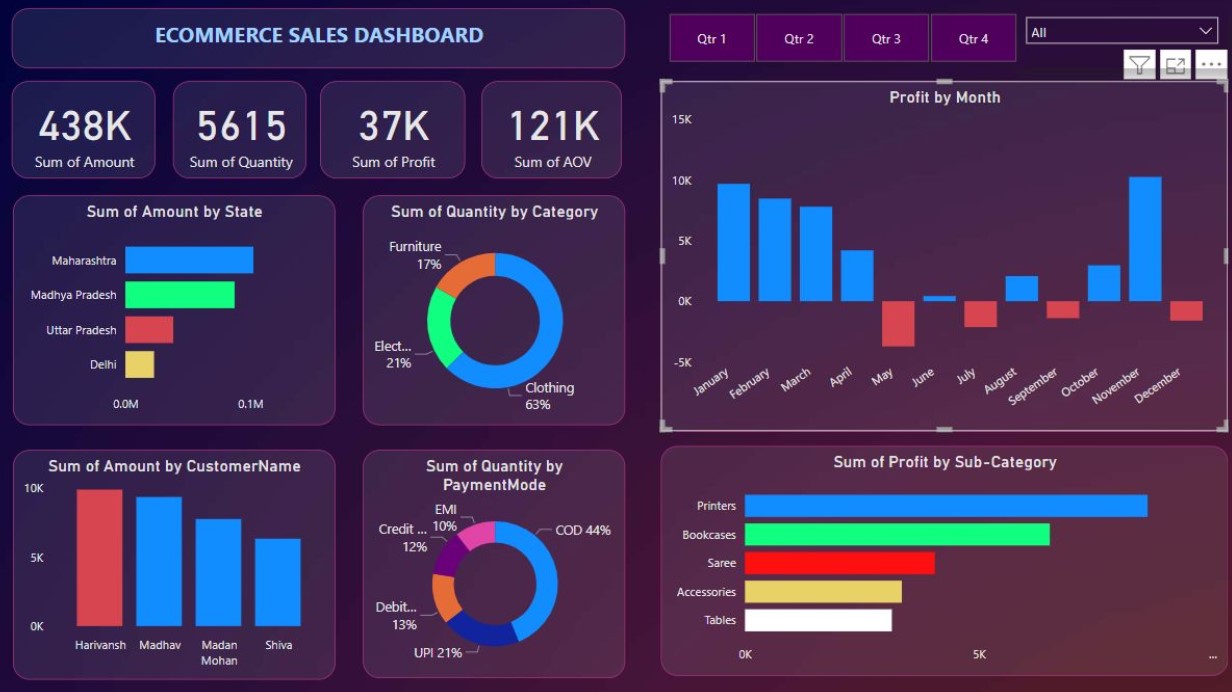 ECOMMERCE SALES DASHBOARD
Qtr 1
Qtr 2
Qtr 3
Qtr 4
All
438K
Sum of Amount
5615
Sum of Quantity
37K
Sum of Profit
121K
Sum of AOV
Profit by Month
15K
10K
5K
0K
-5K
January
February
March
April
May
June
July
August
September
October
November
December
Sum of Amount by State
Maharashtra
Madhya Pradesh
Uttar Pradesh
Delhi
0.0M
0.1M
Sum of Quantity by Category
Furniture
17%
Elect...
21%
Clothing
63%
Sum of Amount by CustomerName
10K
5K
0K
Harivansh
Madhav
Madan
Mohan
Shiva
Sum of Quantity by
PaymentMode
EMI
10%
Credit ...
12%
COD 44%
Debit...
13%
UPI 21%
Sum of Profit by Sub-Category
Printers
Bookcases
Saree
Accessories
Tables
0K
5K
...